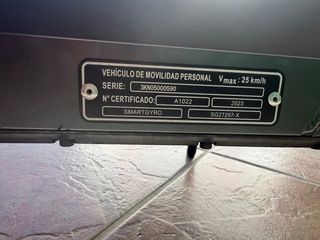 VEHÍCULO DE MOVILIDAD PERSONAL Vmax: 25 km/h
SERIE: 3KN05000590
Nº CERTIFICADO: A1022 2023
SMARTGYRO SG27297-X